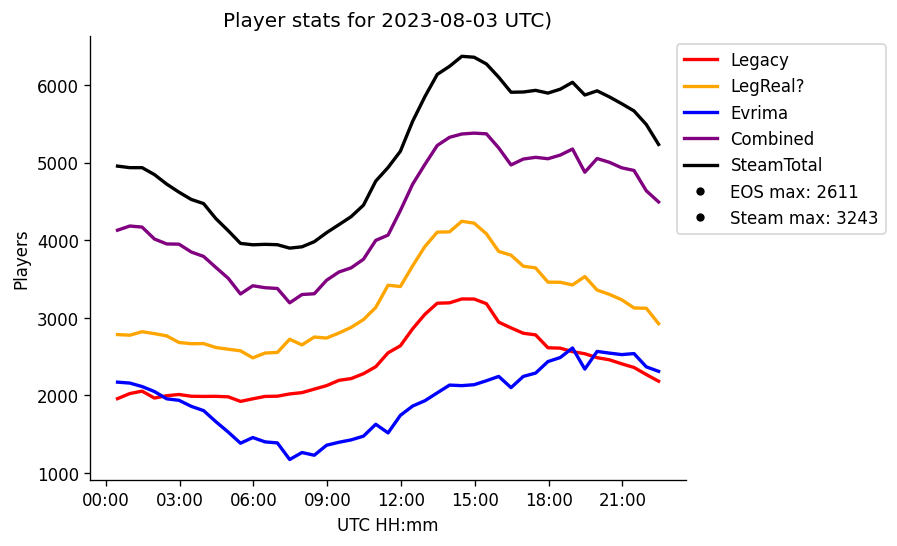 Player stats for 2023-08-03 UTC)
Legacy
LegReal?
Evrima
Combined
SteamTotal
EOS max: 2611
Steam max: 3243
Players
6000
5000
4000
3000
2000
1000
00:00 03:00 06:00 09:00 12:00 15:00 18:00 21:00
UTC HH:mm